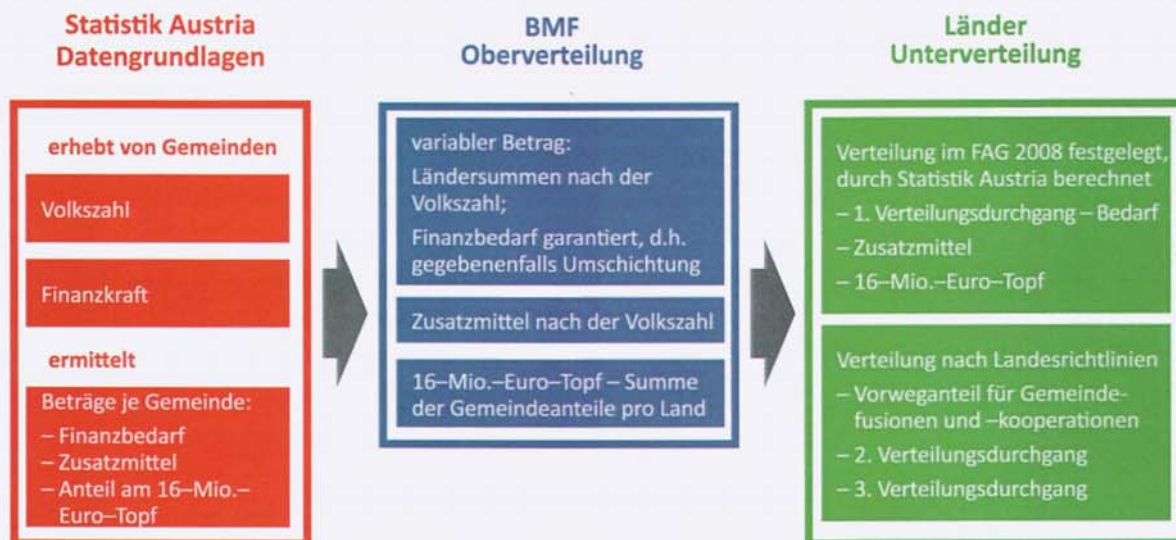 Statistik Austria
Datengrundlagen
erhebt von Gemeinden
Volkszahl
Finanzkraft
ermittelt
Beträge je Gemeinde:
– Finanzbedarf
– Zusatzmittel
– Anteil am 16–Mio.–
Euro–Topf
BMF
Oberverteilung
variabler Betrag:
Ländersummen nach der
Volkszahl;
Finanzbedarf garantiert, d.h.
gegebenenfalls Umschichtung
Zusatzmittel nach der Volkszahl
16–Mio.–Euro–Topf – Summe
der Gemeindeanteile pro Land
Länder
Unterverteilung
Verteilung im FAG 2008 festgelegt,
durch Statistik Austria berechnet
– 1. Verteilungsdurchgang – Bedarf
– Zusatzmittel
– 16–Mio.–Euro–Topf
Verteilung nach Landesrichtlinien
– Vorweganteil für Gemeinde-
fusionen und –kooperationen
– 2. Verteilungsdurchgang
– 3. Verteilungsdurchgang